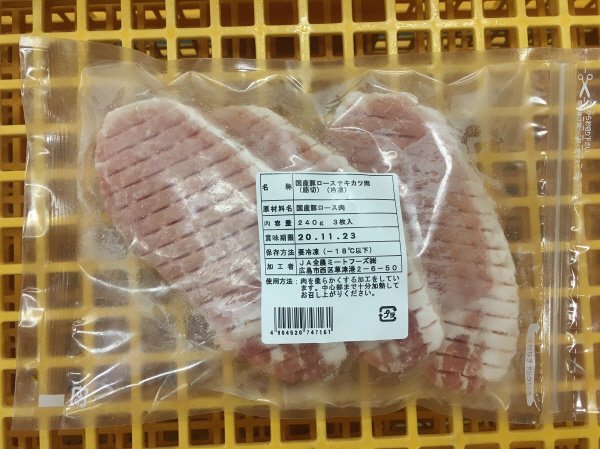 名　称　国産豚ローステキカツ用
（筋切）（冷凍）
原材料名　国産豚ロース肉
内 容 量　240g　3枚入
賞味期限　20.11.23
保存方法　要冷凍（－18℃以下）
加 工 者　ＪＡ全農ミートフーズ㈱
広島市西区草津港2－6－50
使用方法：肉を柔らかくする加工をしてい
ます。中心部まで十分加熱して
お召し上がりください。
4 904520 747161